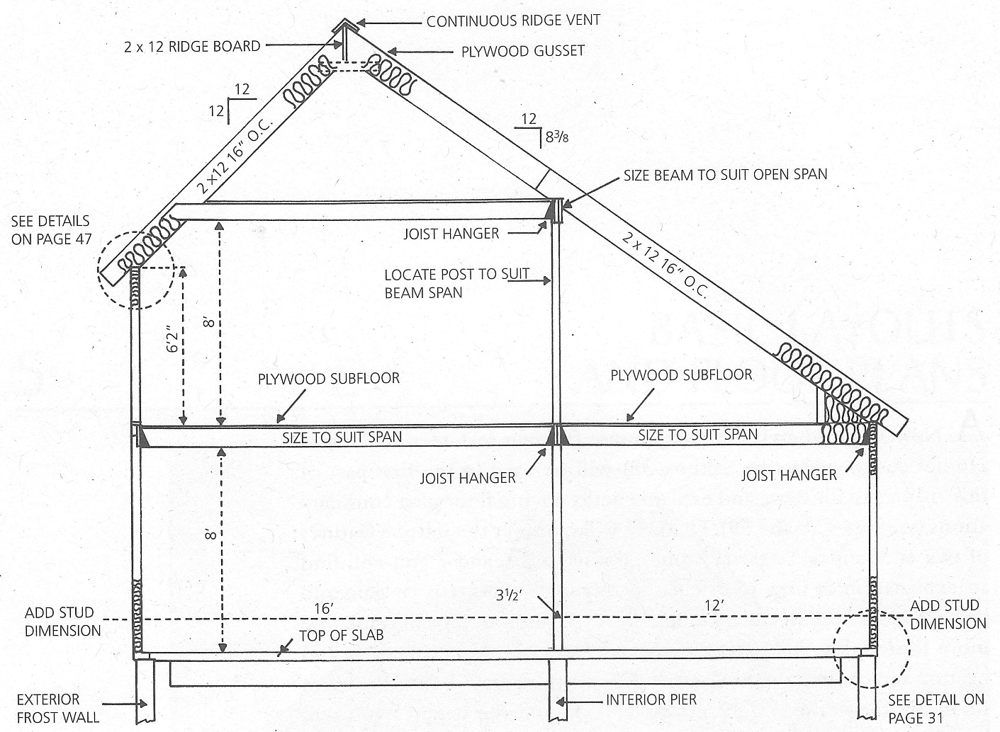 CONTINUOUS RIDGE VENT
2 x 12 RIDGE BOARD
PLYWOOD GUSSET
12
12
12
8 3/8
2 x 12 16" O.C.
SIZE BEAM TO SUIT OPEN SPAN
SEE DETAILS
ON PAGE 47
JOIST HANGER
2 x 12 16" O.C.
LOCATE POST TO SUIT
BEAM SPAN
8'
6'2"
PLYWOOD SUBFLOOR
PLYWOOD SUBFLOOR
SIZE TO SUIT SPAN
SIZE TO SUIT SPAN
JOIST HANGER
JOIST HANGER
8'
3 1/2'
16'
12'
ADD STUD
DIMENSION
ADD STUD
DIMENSION
TOP OF SLAB
EXTERIOR
FROST WALL
INTERIOR PIER
SEE DETAIL ON
PAGE 31